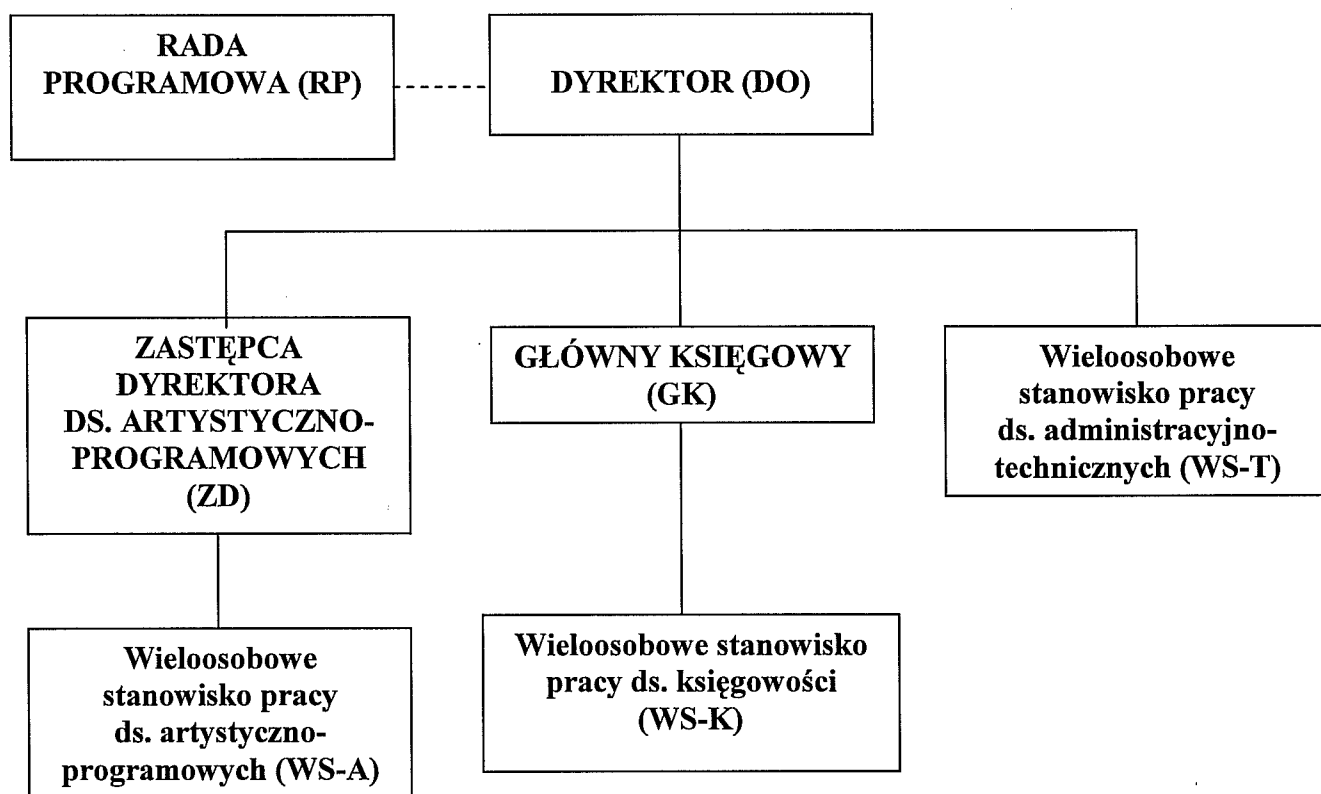 RADA
PROGRAMOWA (RP)
DYREKTOR (DO)
ZASTĘPCA
DYREKTORA
DS. ARTYSTYCZNO-
PROGRAMOWYCH
(ZD)
GŁÓWNY KSIĘGOWY
(GK)
Wieloosobowe
stanowisko pracy
ds. administracyjno-
technicznych (WS-T)
Wieloosobowe
stanowisko pracy
ds. artystyczno-
programowych (WS-A)
Wieloosobowe stanowisko
pracy ds. księgowości
(WS-K)